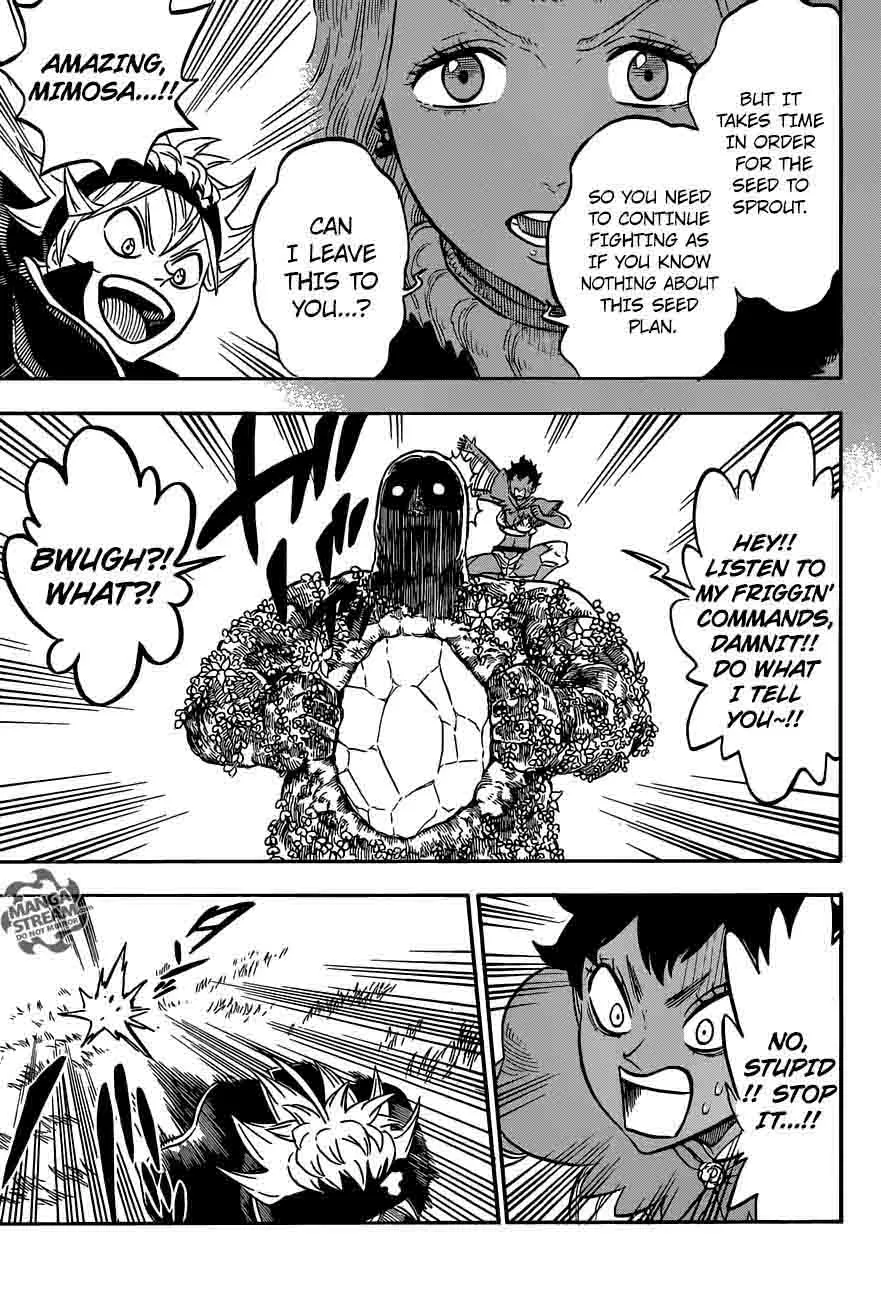 BUT IT
TAKES TIME
IN ORDER
FOR THE
SEED TO
SPROUT.
SO YOU NEED
TO CONTINUE
FIGHTING AS
IF YOU KNOW
NOTHING ABOUT
THIS SEED
PLAN.
CAN
I LEAVE
THIS TO
YOU...?
AMAZING,
MIMOSA...!!
HEY!!
LISTEN TO
MY FRIGGIN'
COMMANDS,
DAMNIT!!
DO WHAT
I TELL
YOU~!!
BWUGH?!
WHAT?!
NO,
STUPID
!! STOP
IT...!!
MANGA
STREAM
DO NOT MIRROR